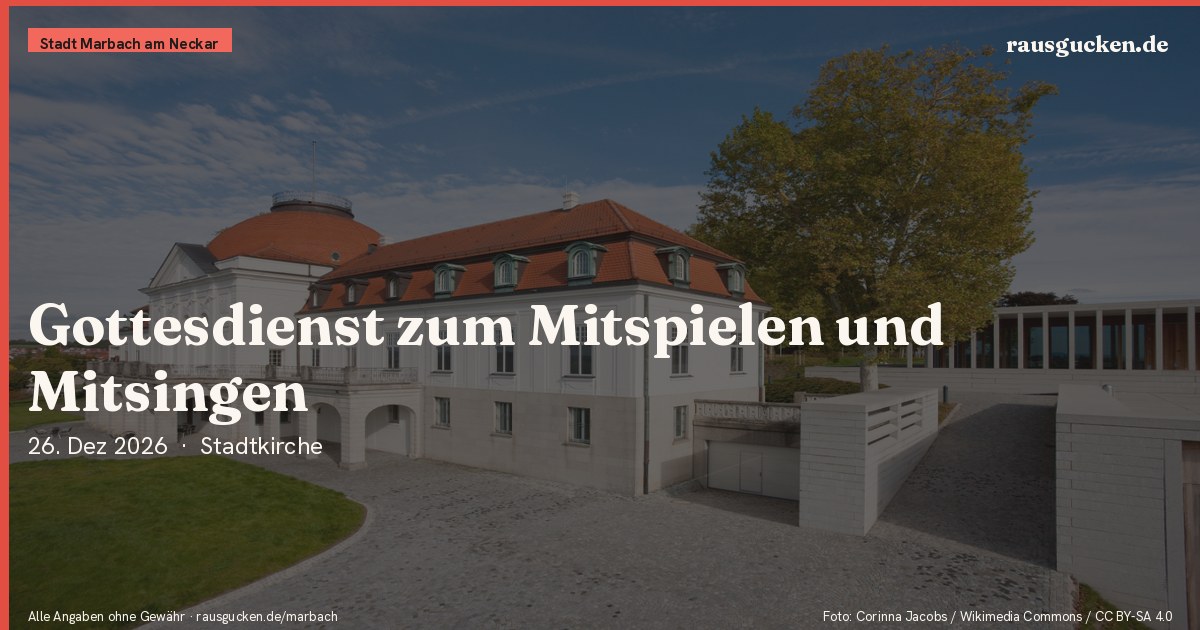 Stadt Marbach am Neckar
rausgucken.de
Gottesdienst zum Mitspielen und
Mitsingen
26. Dez 2026 · Stadtkirche
Alle Angaben ohne Gewähr · rausgucken.de/marbach
Foto: Corinna Jacobs / Wikimedia Commons / CC BY-SA 4.0